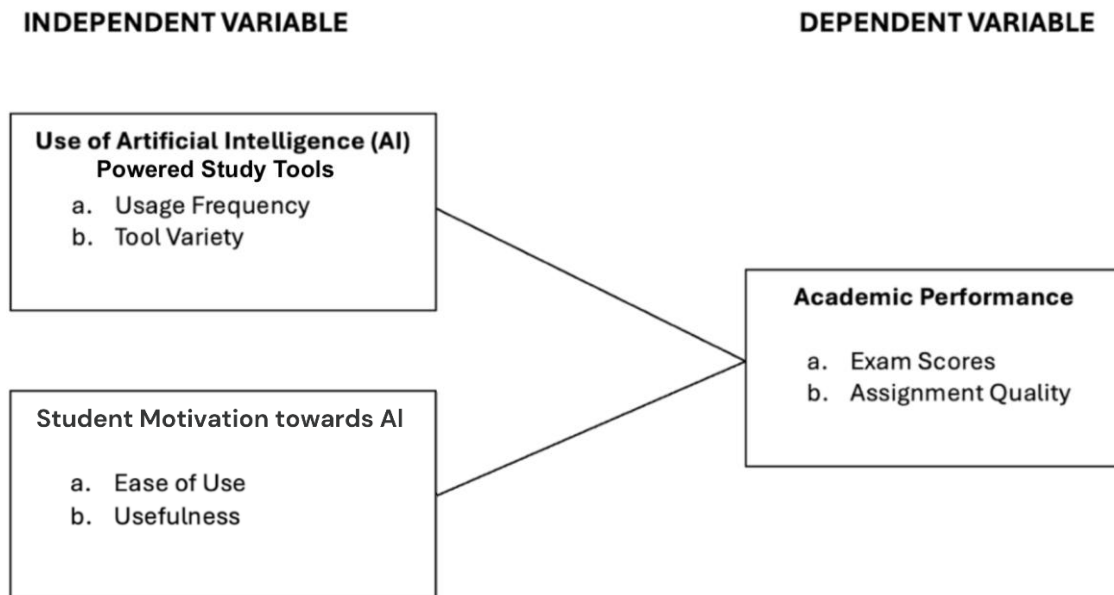 INDEPENDENT VARIABLE
DEPENDENT VARIABLE
Use of Artificial Intelligence (AI)
Powered Study Tools
a. Usage Frequency
b. Tool Variety
Student Motivation towards AI
a. Ease of Use
b. Usefulness
Academic Performance
a. Exam Scores
b. Assignment Quality